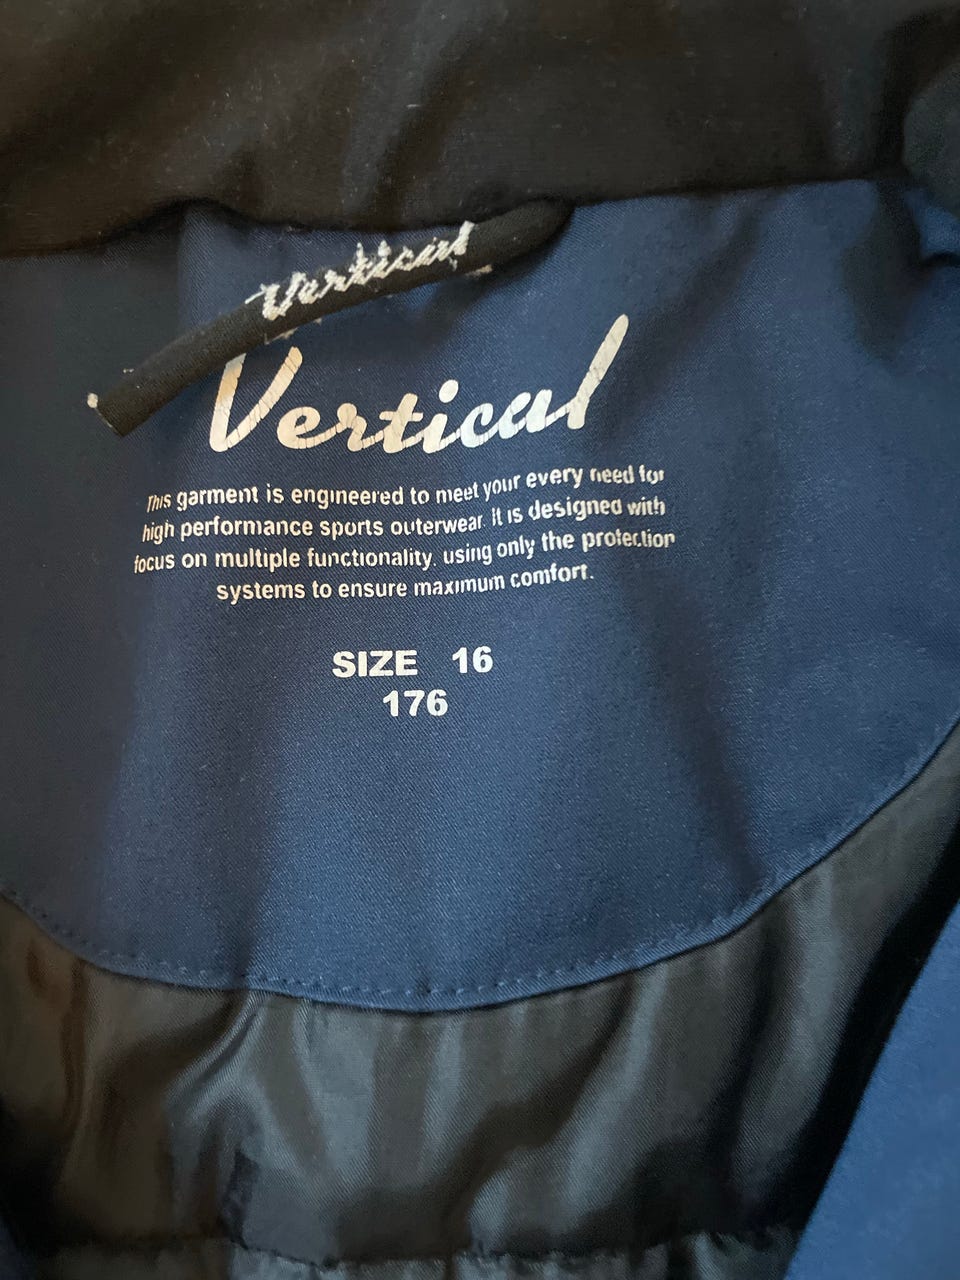 Vertical
Vertical
This garment is engineered to meet your every need for
high performance sports outerwear. It is designed with
focus on multiple functionality, using only the protection
systems to ensure maximum comfort.
SIZE 16
176